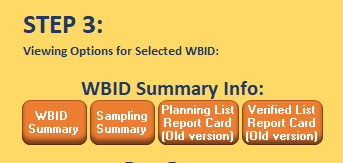 STEP 3:
Viewing Options for Selected WBID:
WBID Summary Info:
WBID
Summary
Sampling
Summary
Planning List
Report Card
(Old version)
Verified List
Report Card
(Old version)